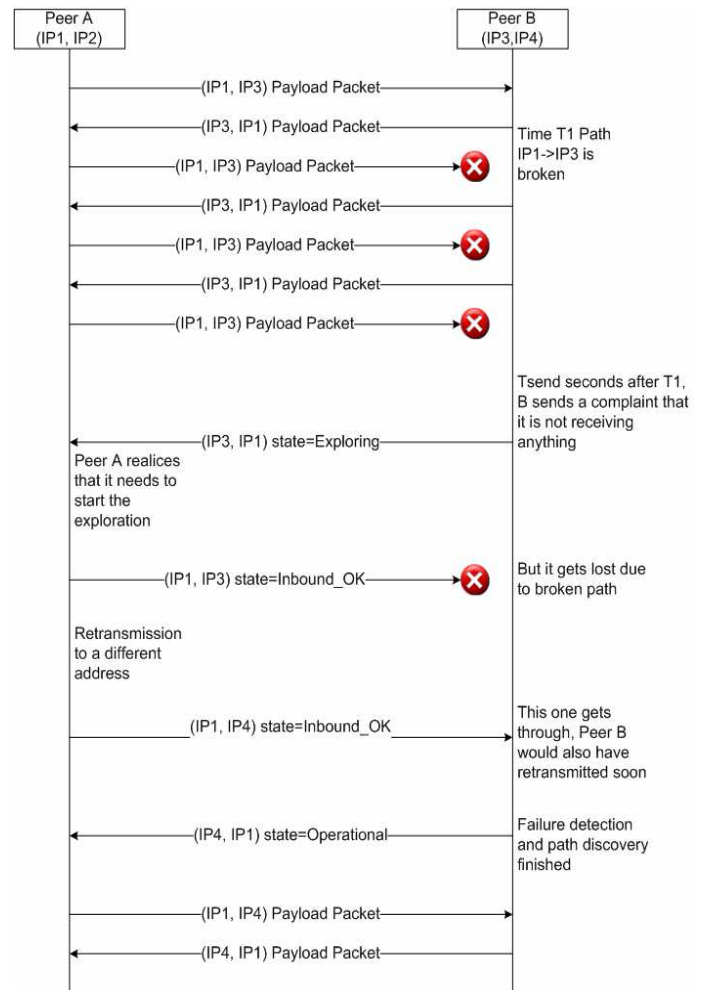 Peer A
(IP1, IP2)
Peer B
(IP3,IP4)
(IP1, IP3) Payload Packet
(IP3, IP1) Payload Packet
Time T1 Path
IP1->IP3 is
broken
(IP1, IP3) Payload Packet
(IP3, IP1) Payload Packet
(IP1, IP3) Payload Packet
(IP3, IP1) Payload Packet
(IP1, IP3) Payload Packet
Tsend seconds after T1,
B sends a complaint that
it is not receiving
anything
(IP3, IP1) state=Exploring
Peer A realices
that it needs to
start the
exploration
(IP1, IP3) state=Inbound_OK
But it gets lost due
to broken path
Retransmission
to a different
address
(IP1, IP4) state=Inbound_OK
This one gets
through, Peer B
would also have
retransmitted soon
(IP4, IP1) state=Operational
Failure detection
and path discovery
finished
(IP1, IP4) Payload Packet
(IP4, IP1) Payload Packet